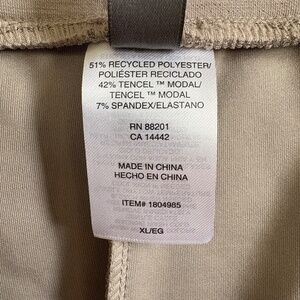 51% RECYCLED POLYESTER/
POLIÉSTER RECICLADO
42% TENCEL ™ MODAL/
TENCEL ™ MODAL
7% SPANDEX/ELASTANO
RN 88201
CA 14442
MADE IN CHINA
HECHO EN CHINA
ITEM# 1804985
XL/EG